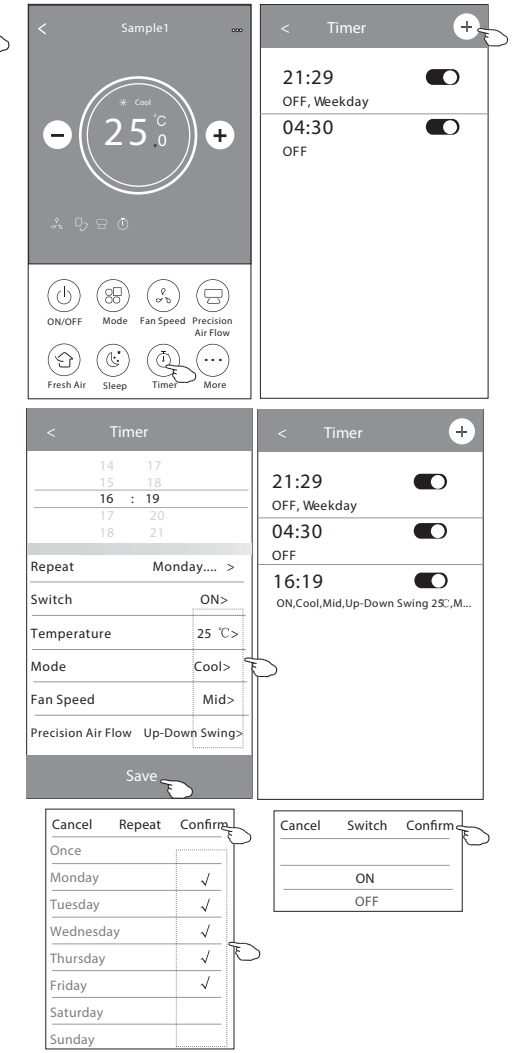 < Sample1 ooo
Cool
25.0 ℃
− +
ON/OFF Mode Fan Speed Precision
Air Flow
Fresh Air Sleep Timer More
< Timer +
21:29
OFF, Weekday
04:30
OFF
< Timer
14 17
15 18
16 : 19
17 20
18 21
Repeat Monday.... >
Switch ON>
Temperature 25 ℃>
Mode Cool>
Fan Speed Mid>
Precision Air Flow Up-Down Swing>
Save
< Timer +
21:29
OFF, Weekday
04:30
OFF
16:19
ON,Cool,Mid,Up-Down Swing 25℃,M...
Cancel Repeat Confirm
Once
Monday √
Tuesday √
Wednesday √
Thursday √
Friday √
Saturday
Sunday
Cancel Switch Confirm
ON
OFF